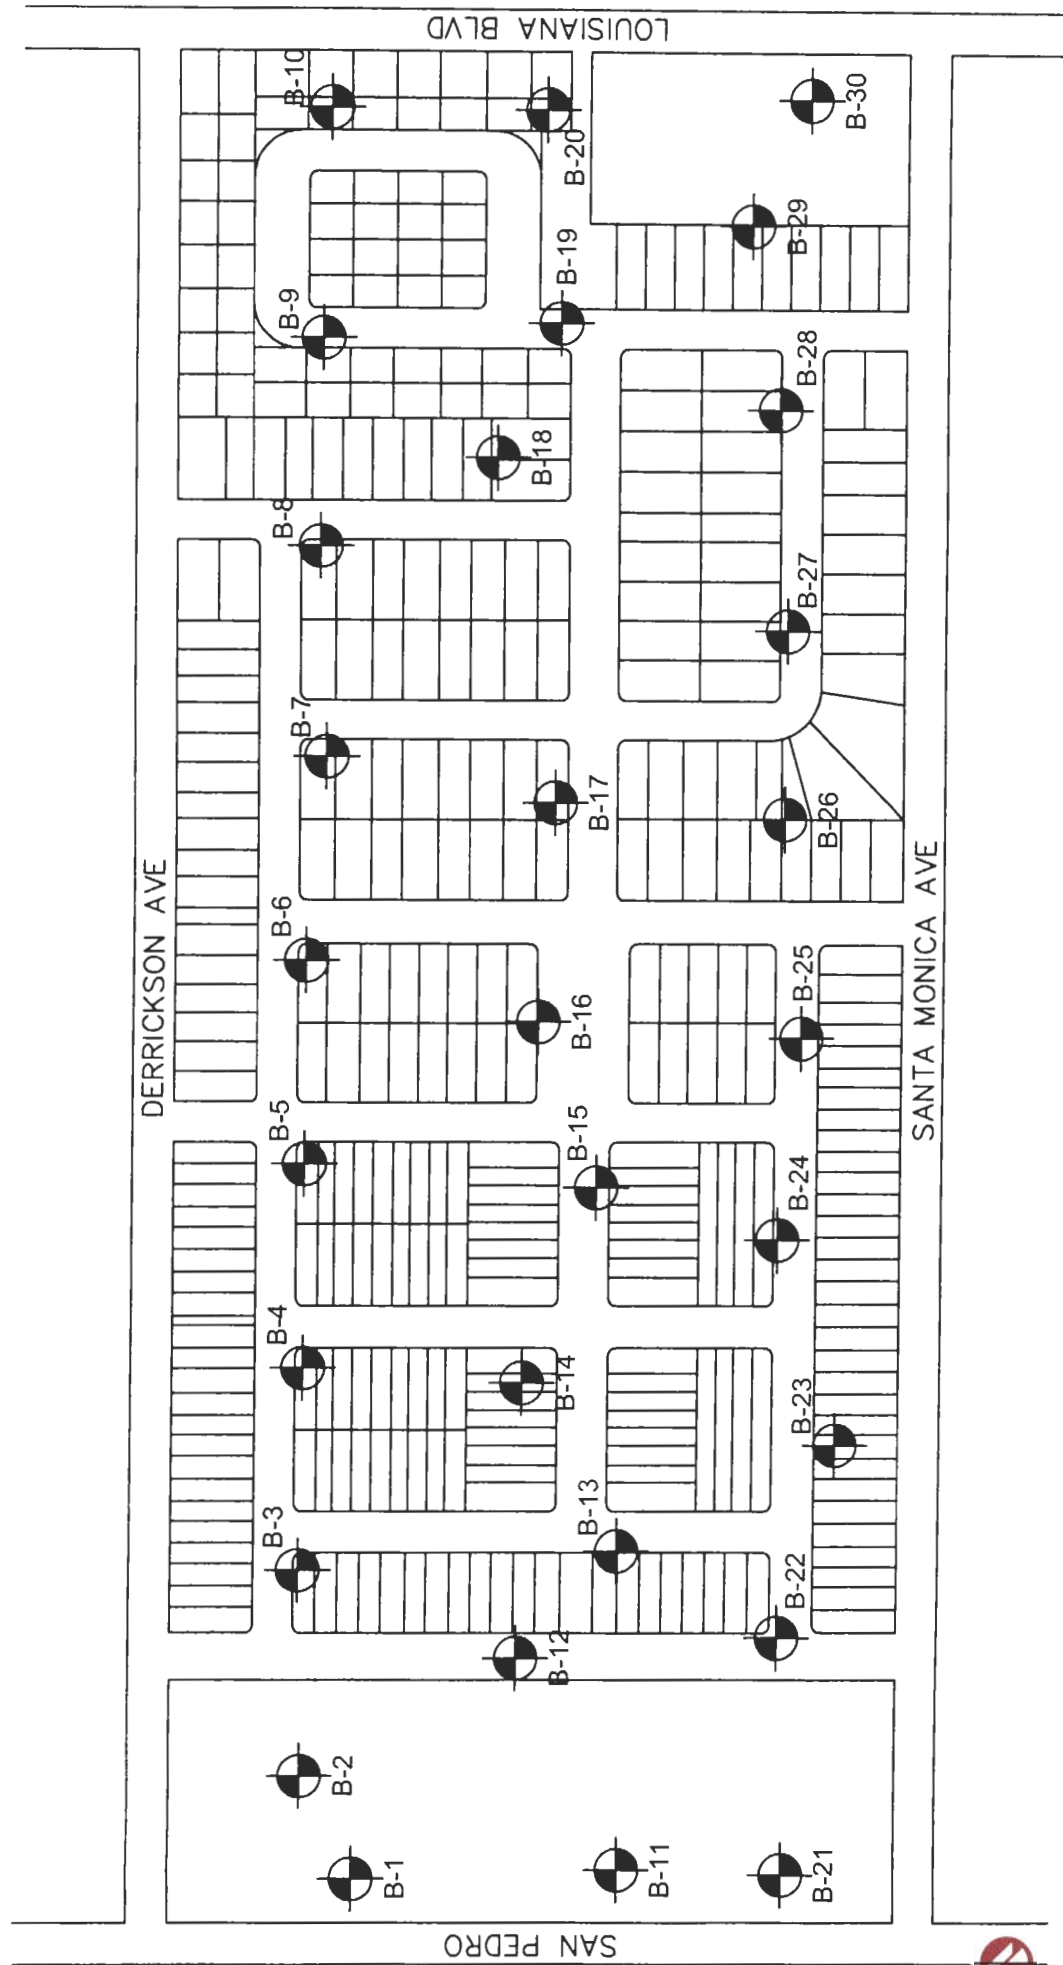 LOUISIANA BLVD
DERRICKSON AVE
SANTA MONICA AVE
SAN PEDRO
B-1
B-2
B-3
B-4
B-5
B-6
B-7
B-8
B-9
B-10
B-11
B-12
B-13
B-14
B-15
B-16
B-17
B-18
B-19
B-20
B-21
B-22
B-23
B-24
B-25
B-26
B-27
B-28
B-29
B-30